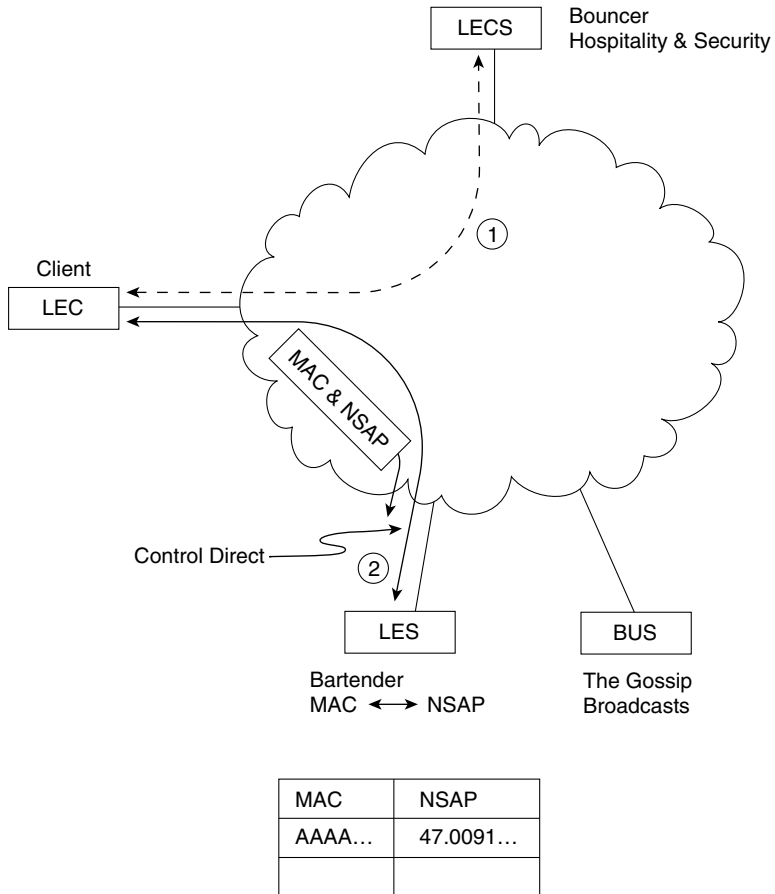 LECS
Bouncer
Hospitality & Security
1
Client
LEC
MAC & NSAP
Control Direct
2
LES
BUS
Bartender
MAC NSAP
The Gossip
Broadcasts
MAC NSAP
AAAA... 47.0091...